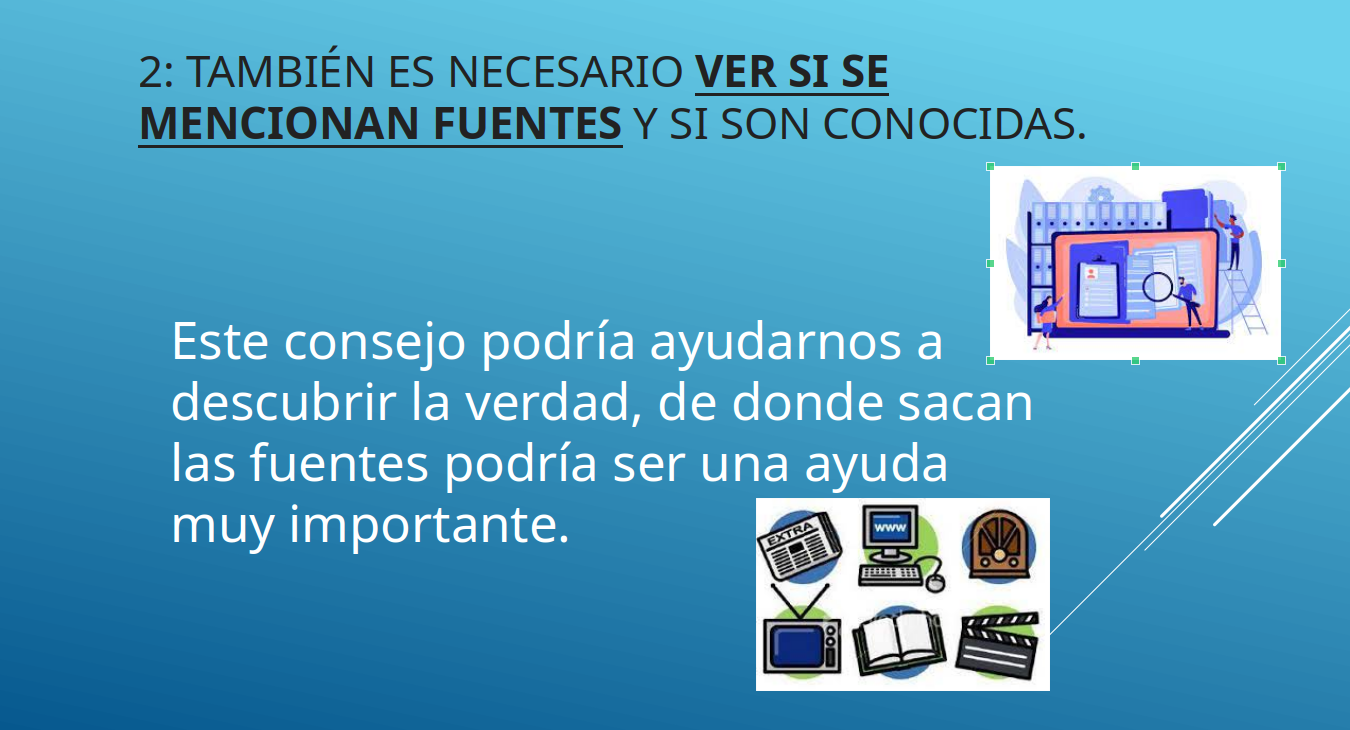 2: TAMBIÉN ES NECESARIO VER SI SE
MENCIONAN FUENTES Y SI SON CONOCIDAS.
Este consejo podría ayudarnos a
descubrir la verdad, de donde sacan
las fuentes podría ser una ayuda
muy importante.
EXTRA
WWW